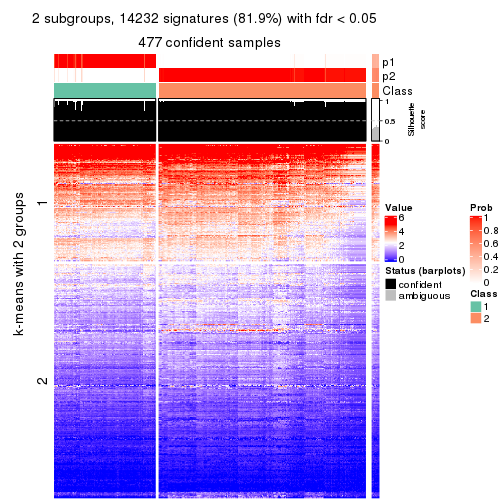 2 subgroups, 14232 signatures (81.9%) with fdr < 0.05
477 confident samples
p1
p2
Class
1
0.5
0
Silhouette
score
k-means with 2 groups
1
2
Value
6
4
2
0
Status (barplots)
confident
ambiguous
Prob
1
0.8
0.6
0.4
0.2
0
Class
1
2